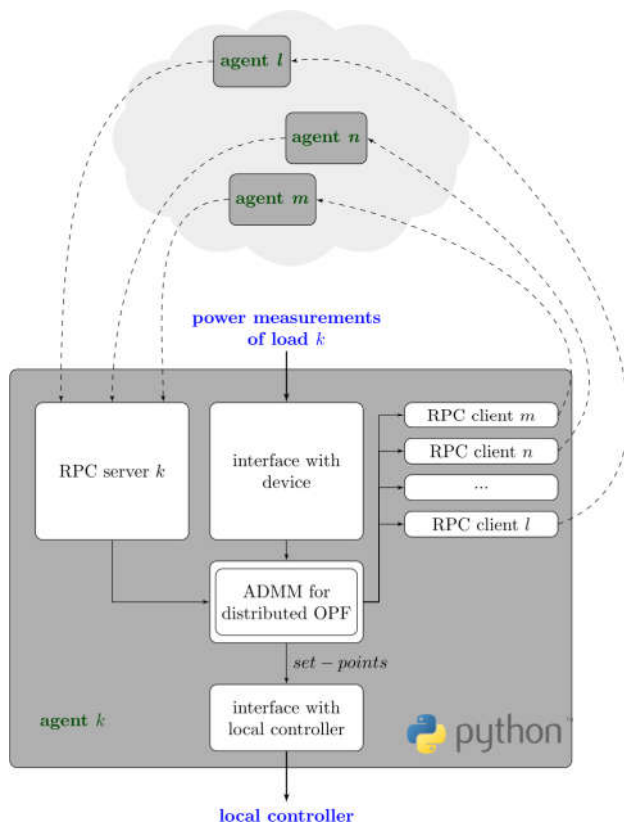 agent l
agent n
agent m
power measurements
of load k
RPC server k
interface with
device
RPC client m
RPC client n
...
RPC client l
ADMM for
distributed OPF
set − points
interface with
local controller
agent k
python
local controller